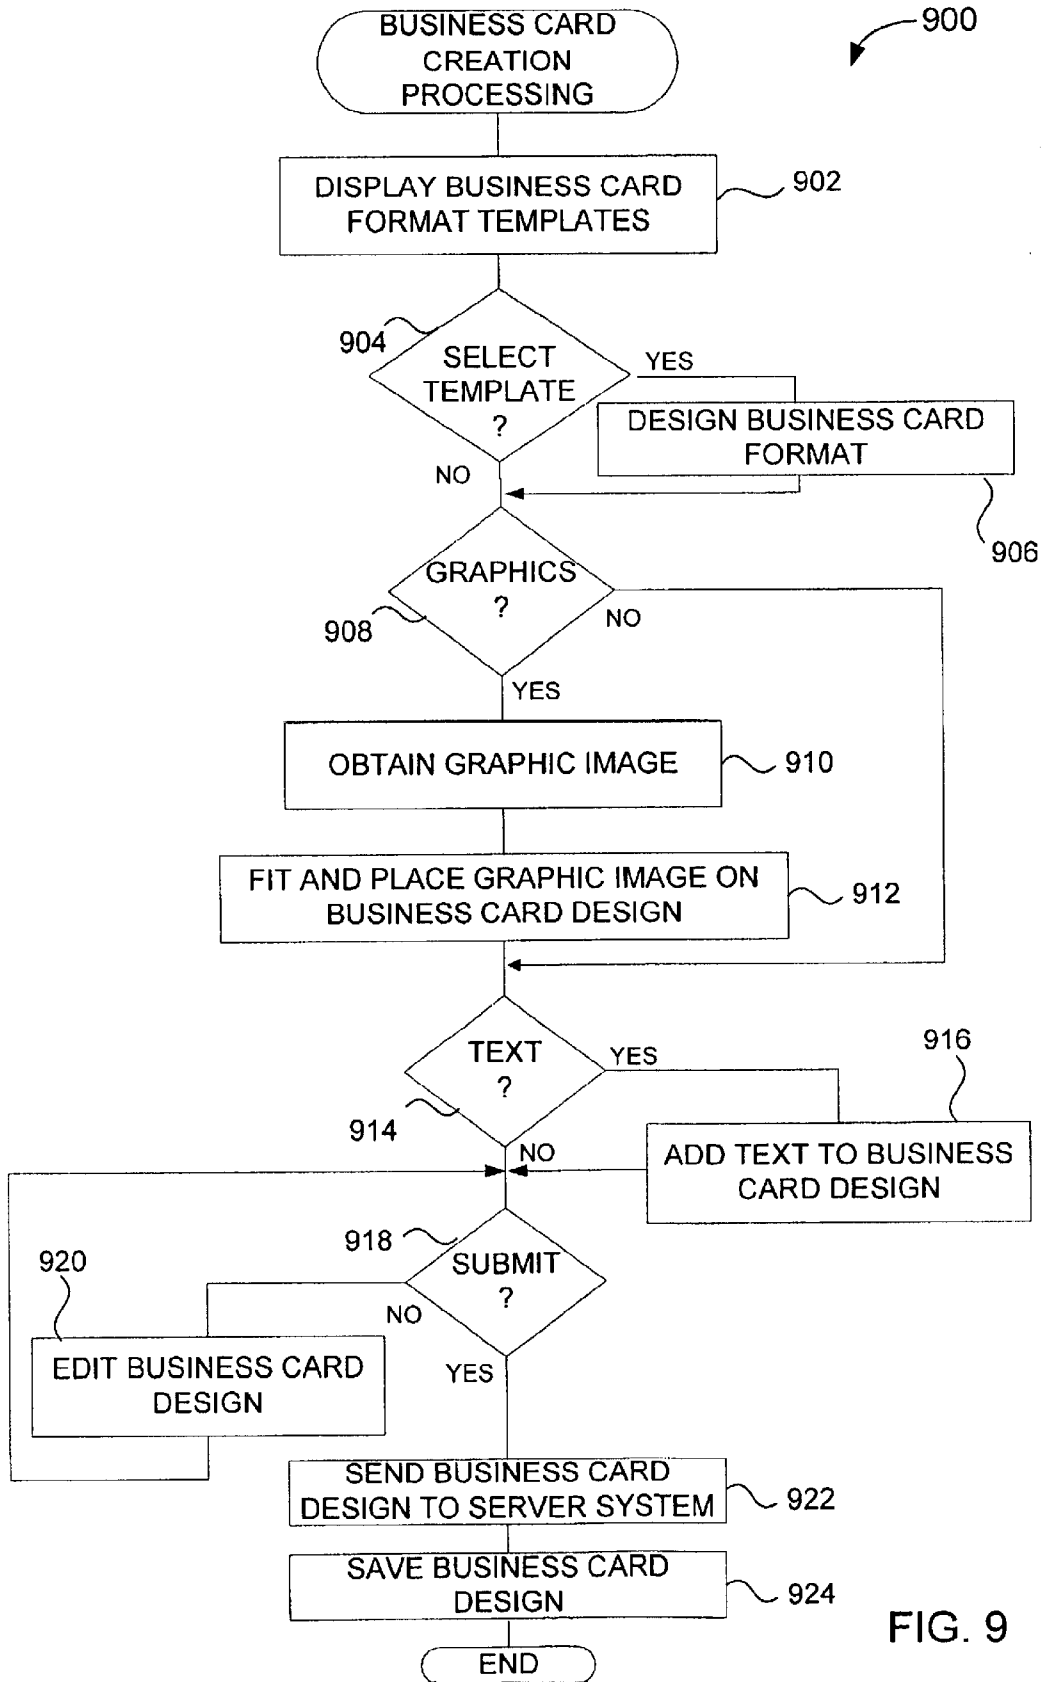 BUSINESS CARD
CREATION
PROCESSING
900
DISPLAY BUSINESS CARD
FORMAT TEMPLATES
902
904
SELECT
TEMPLATE
?
YES
NO
DESIGN BUSINESS CARD
FORMAT
906
GRAPHICS
?
908
NO
YES
OBTAIN GRAPHIC IMAGE
910
FIT AND PLACE GRAPHIC IMAGE ON
BUSINESS CARD DESIGN
912
TEXT
?
YES
914
NO
916
ADD TEXT TO BUSINESS
CARD DESIGN
918
SUBMIT
?
NO
YES
920
EDIT BUSINESS CARD
DESIGN
SEND BUSINESS CARD
DESIGN TO SERVER SYSTEM
922
SAVE BUSINESS CARD
DESIGN
924
END
FIG. 9